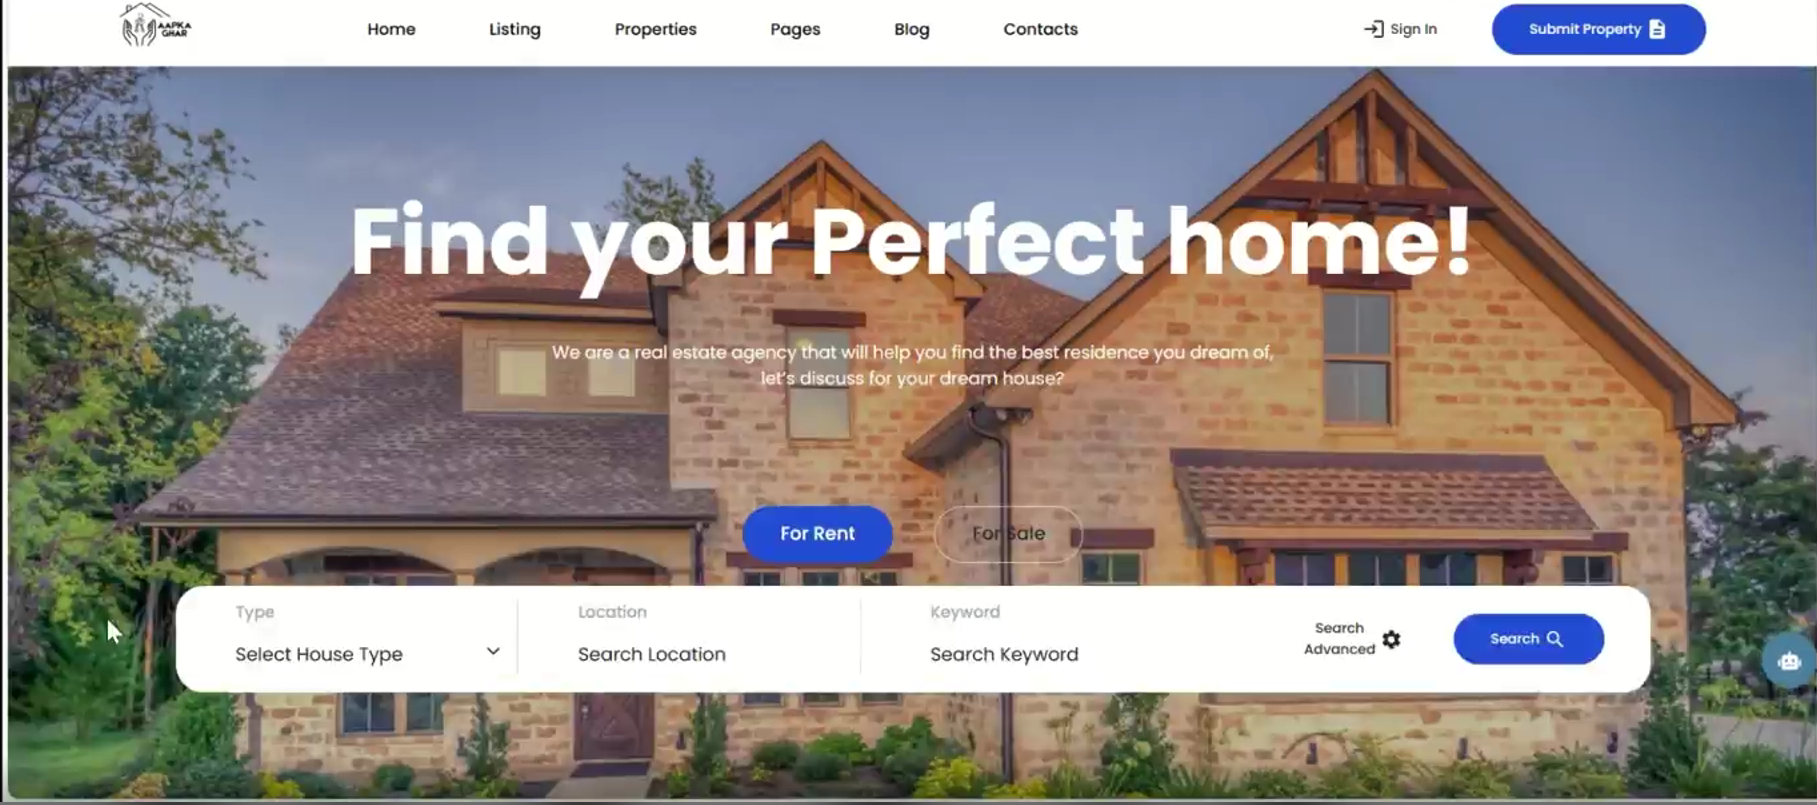 AAPKA
GHAR
Home
Listing
Properties
Pages
Blog
Contacts
Sign In
Submit Property
Find your Perfect home!
We are a real estate agency that will help you find the best residence you dream of,
let's discuss for your dream house?
For Rent
For Sale
Type
Location
Keyword
Select House Type
Search Location
Search Keyword
Search
Advanced
Search